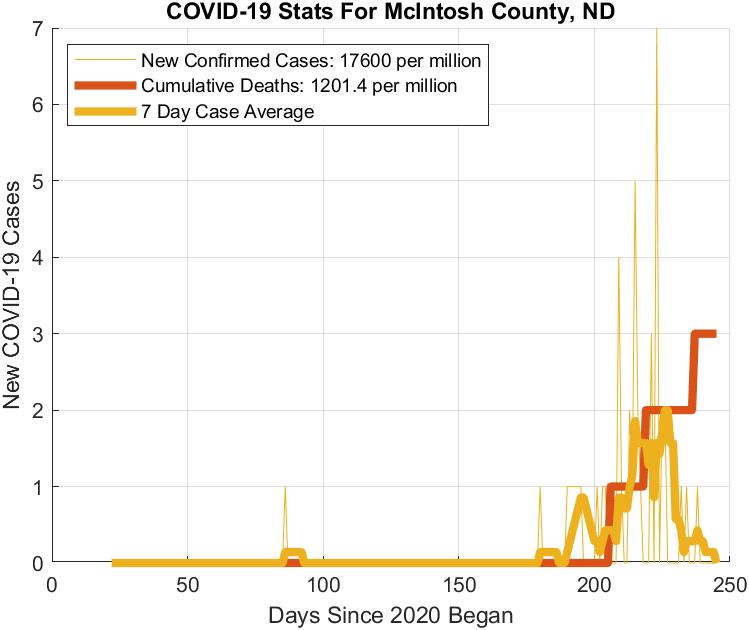 COVID-19 Stats For McIntosh County, ND
New Confirmed Cases: 17600 per million
Cumulative Deaths: 1201.4 per million
7 Day Case Average
New COVID-19 Cases
7
6
5
4
3
2
1
0
0 50 100 150 200 250
Days Since 2020 Began